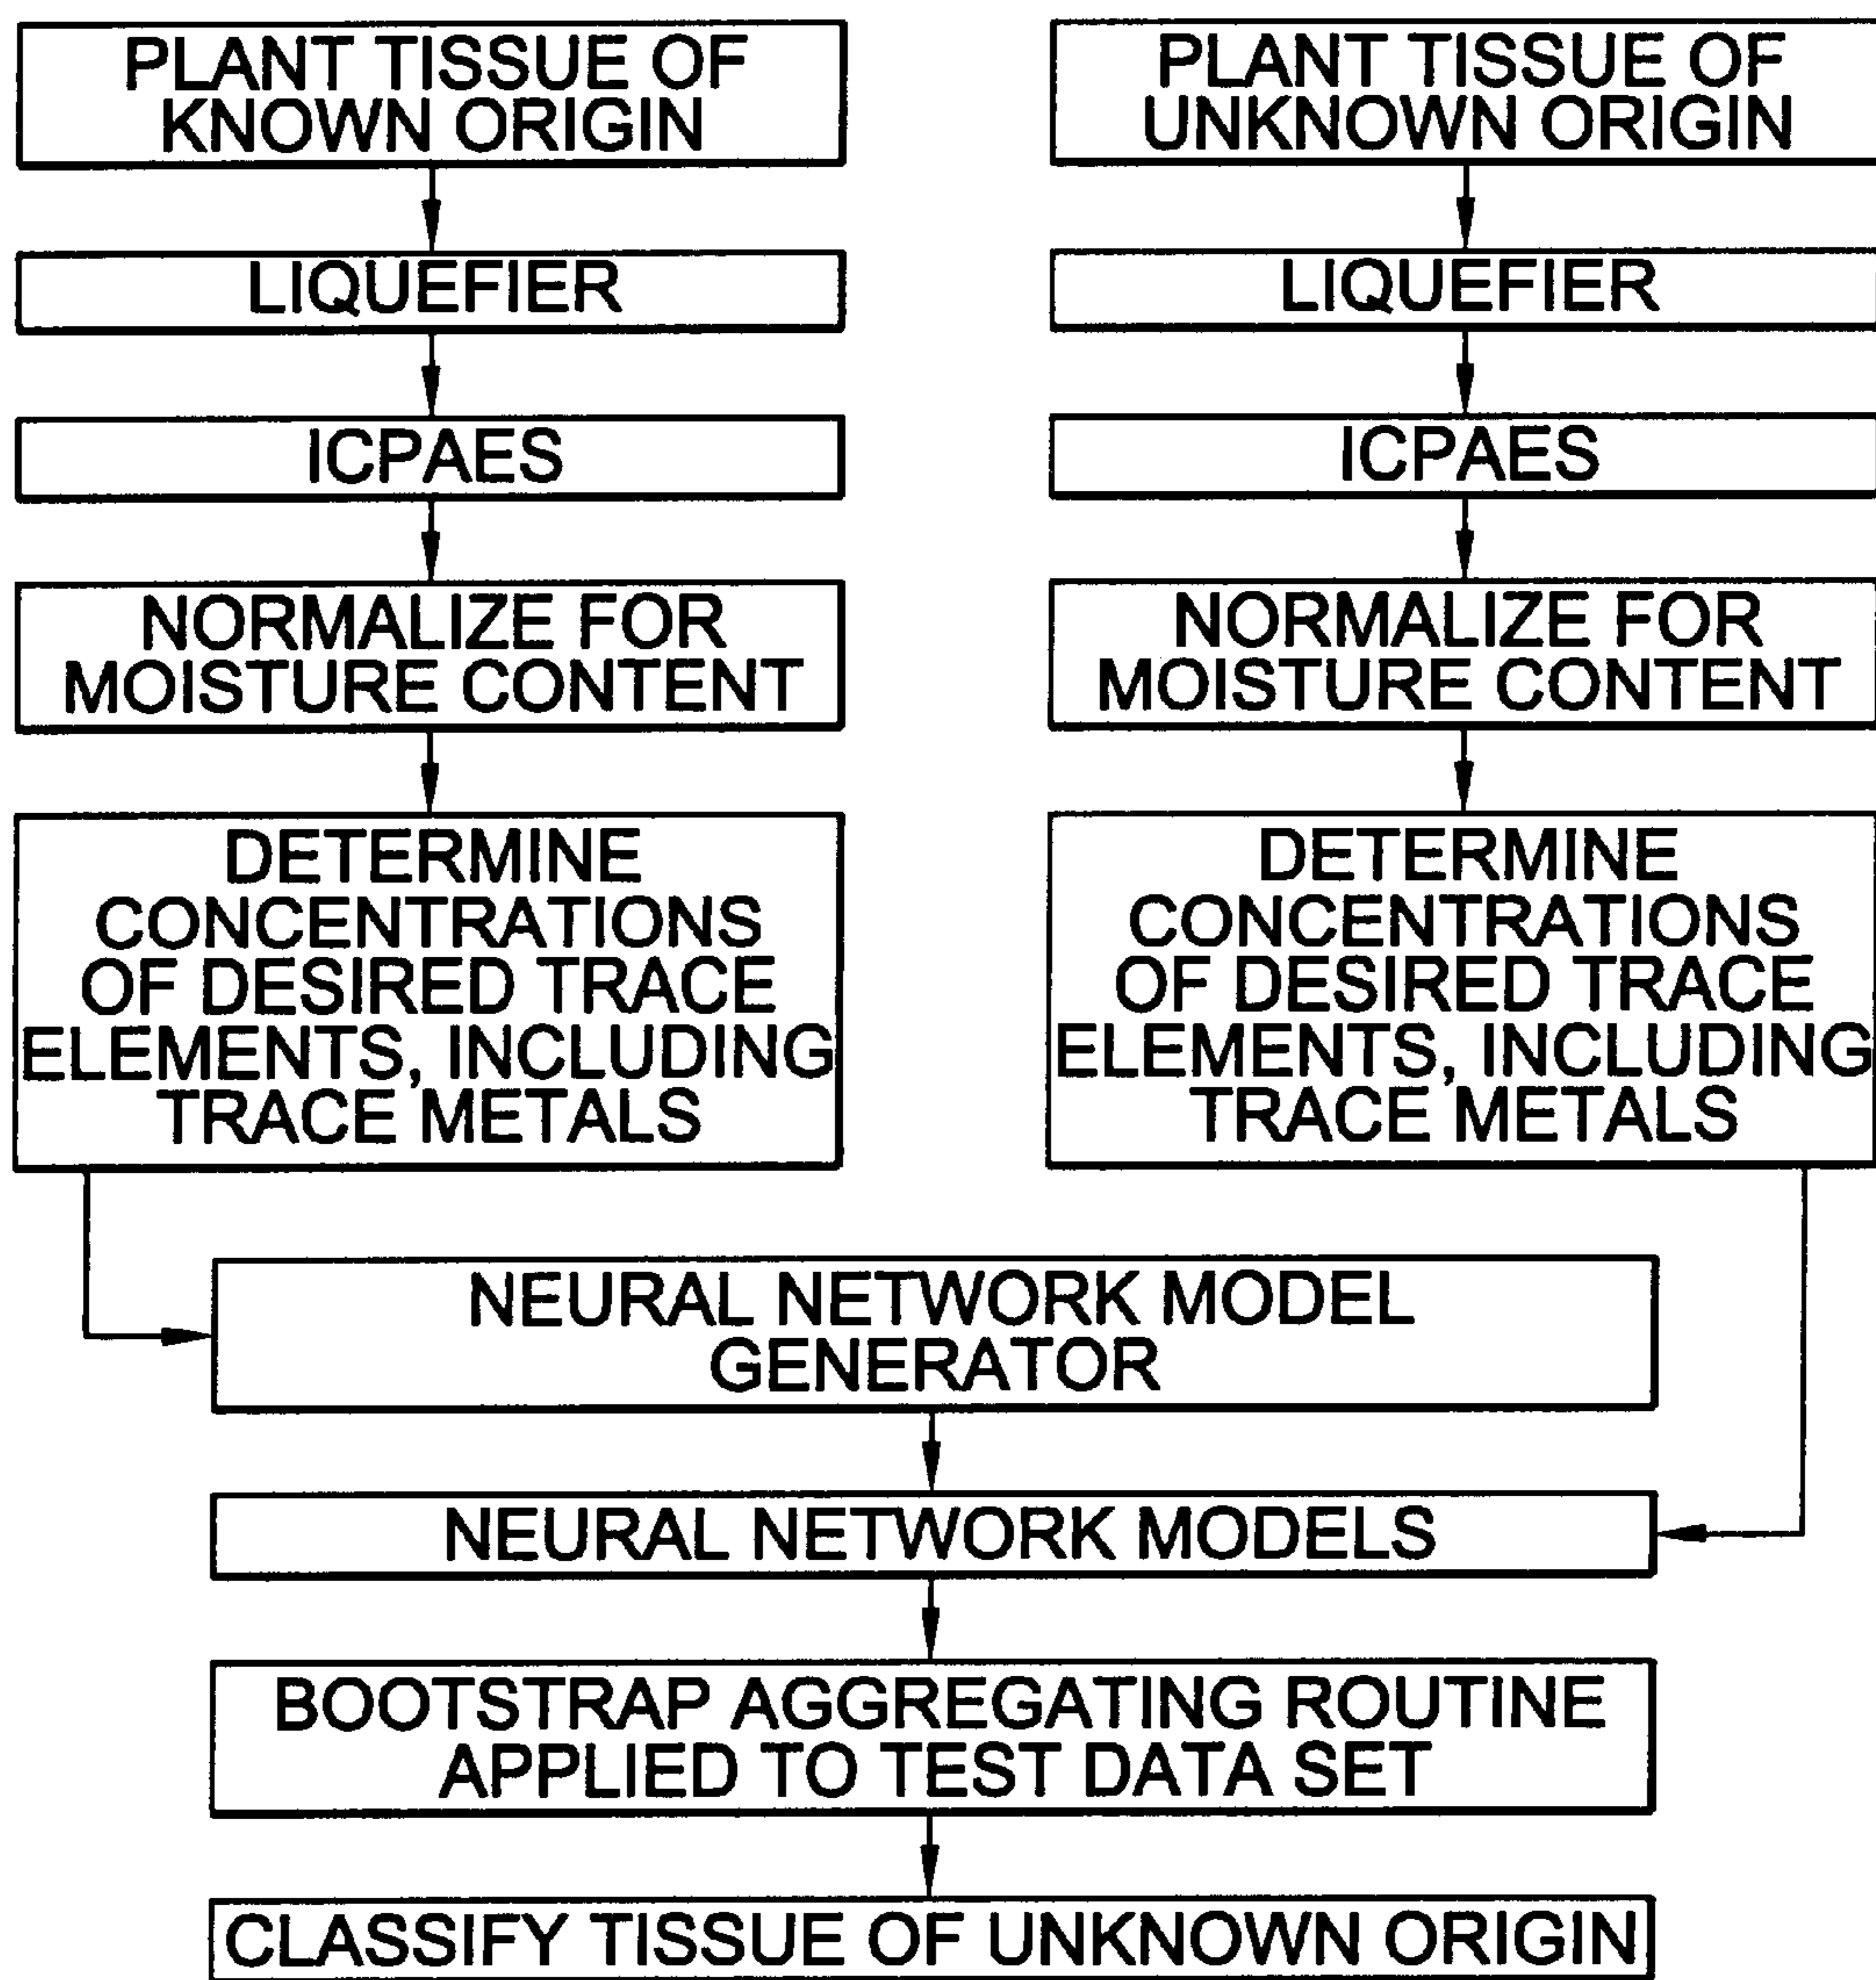 PLANT TISSUE OF
KNOWN ORIGIN
LIQUEFIER
ICPAES
NORMALIZE FOR
MOISTURE CONTENT
DETERMINE
CONCENTRATIONS
OF DESIRED TRACE
ELEMENTS, INCLUDING
TRACE METALS
PLANT TISSUE OF
UNKNOWN ORIGIN
LIQUEFIER
ICPAES
NORMALIZE FOR
MOISTURE CONTENT
DETERMINE
CONCENTRATIONS
OF DESIRED TRACE
ELEMENTS, INCLUDING
TRACE METALS
NEURAL NETWORK MODEL
GENERATOR
NEURAL NETWORK MODELS
BOOTSTRAP AGGREGATING ROUTINE
APPLIED TO TEST DATA SET
CLASSIFY TISSUE OF UNKNOWN ORIGIN